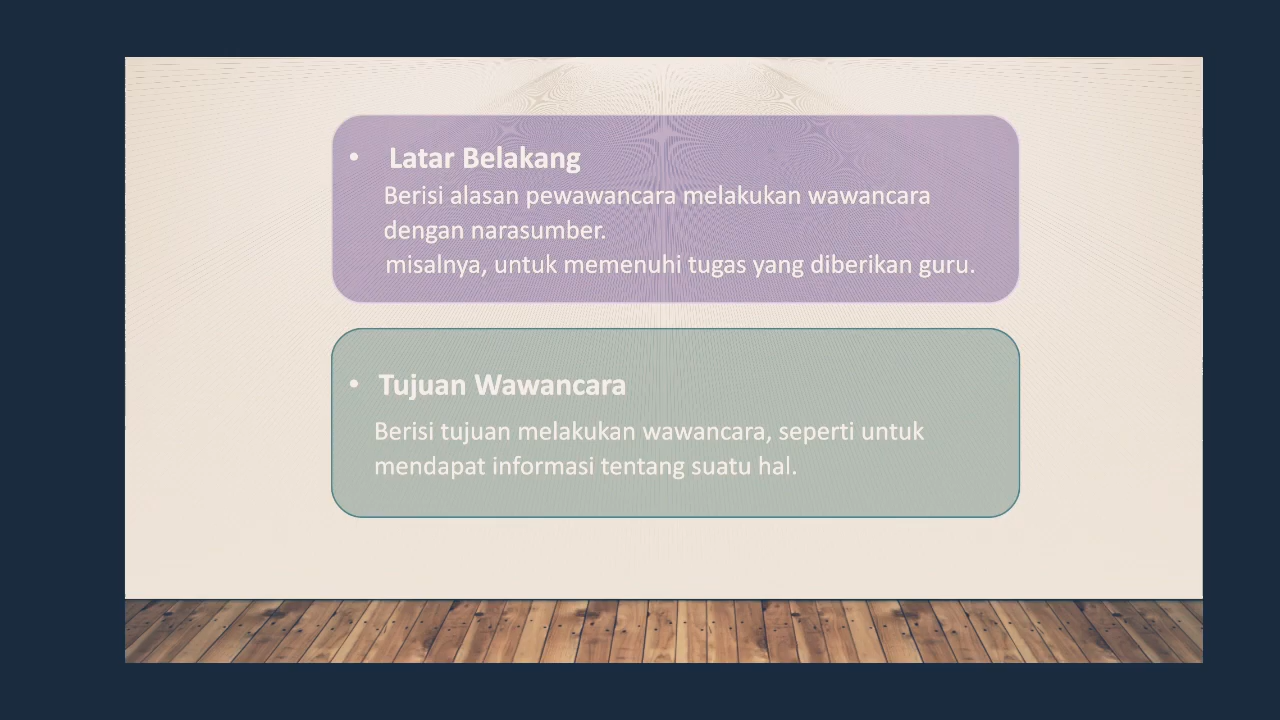 • Latar Belakang
Berisi alasan pewawancara melakukan wawancara
dengan narasumber.
misalnya, untuk memenuhi tugas yang diberikan guru.
• Tujuan Wawancara
Berisi tujuan melakukan wawancara, seperti untuk
mendapat informasi tentang suatu hal.